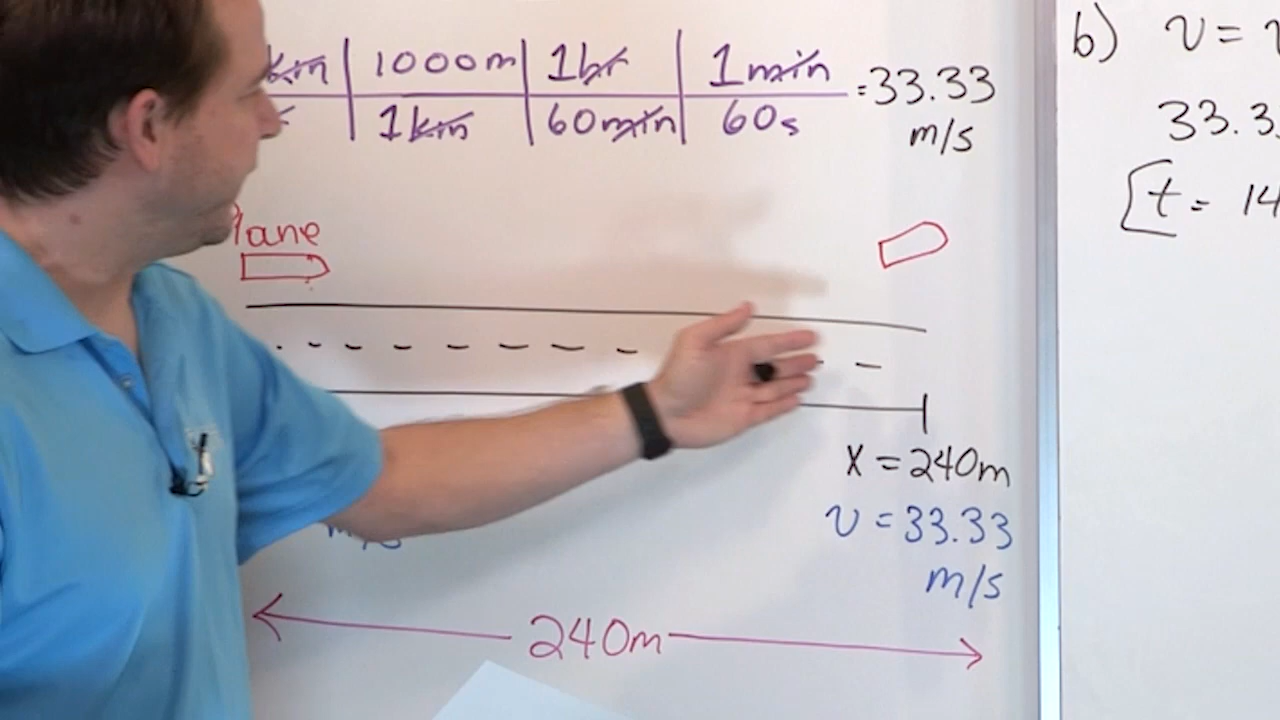 km | 1000m | 1hr | 1min = 33.33
1km | 60min | 60s m/s
Plane
x = 240m
v = 33.33
m/s
m/s
240m
b) v =
33.3
t = 14